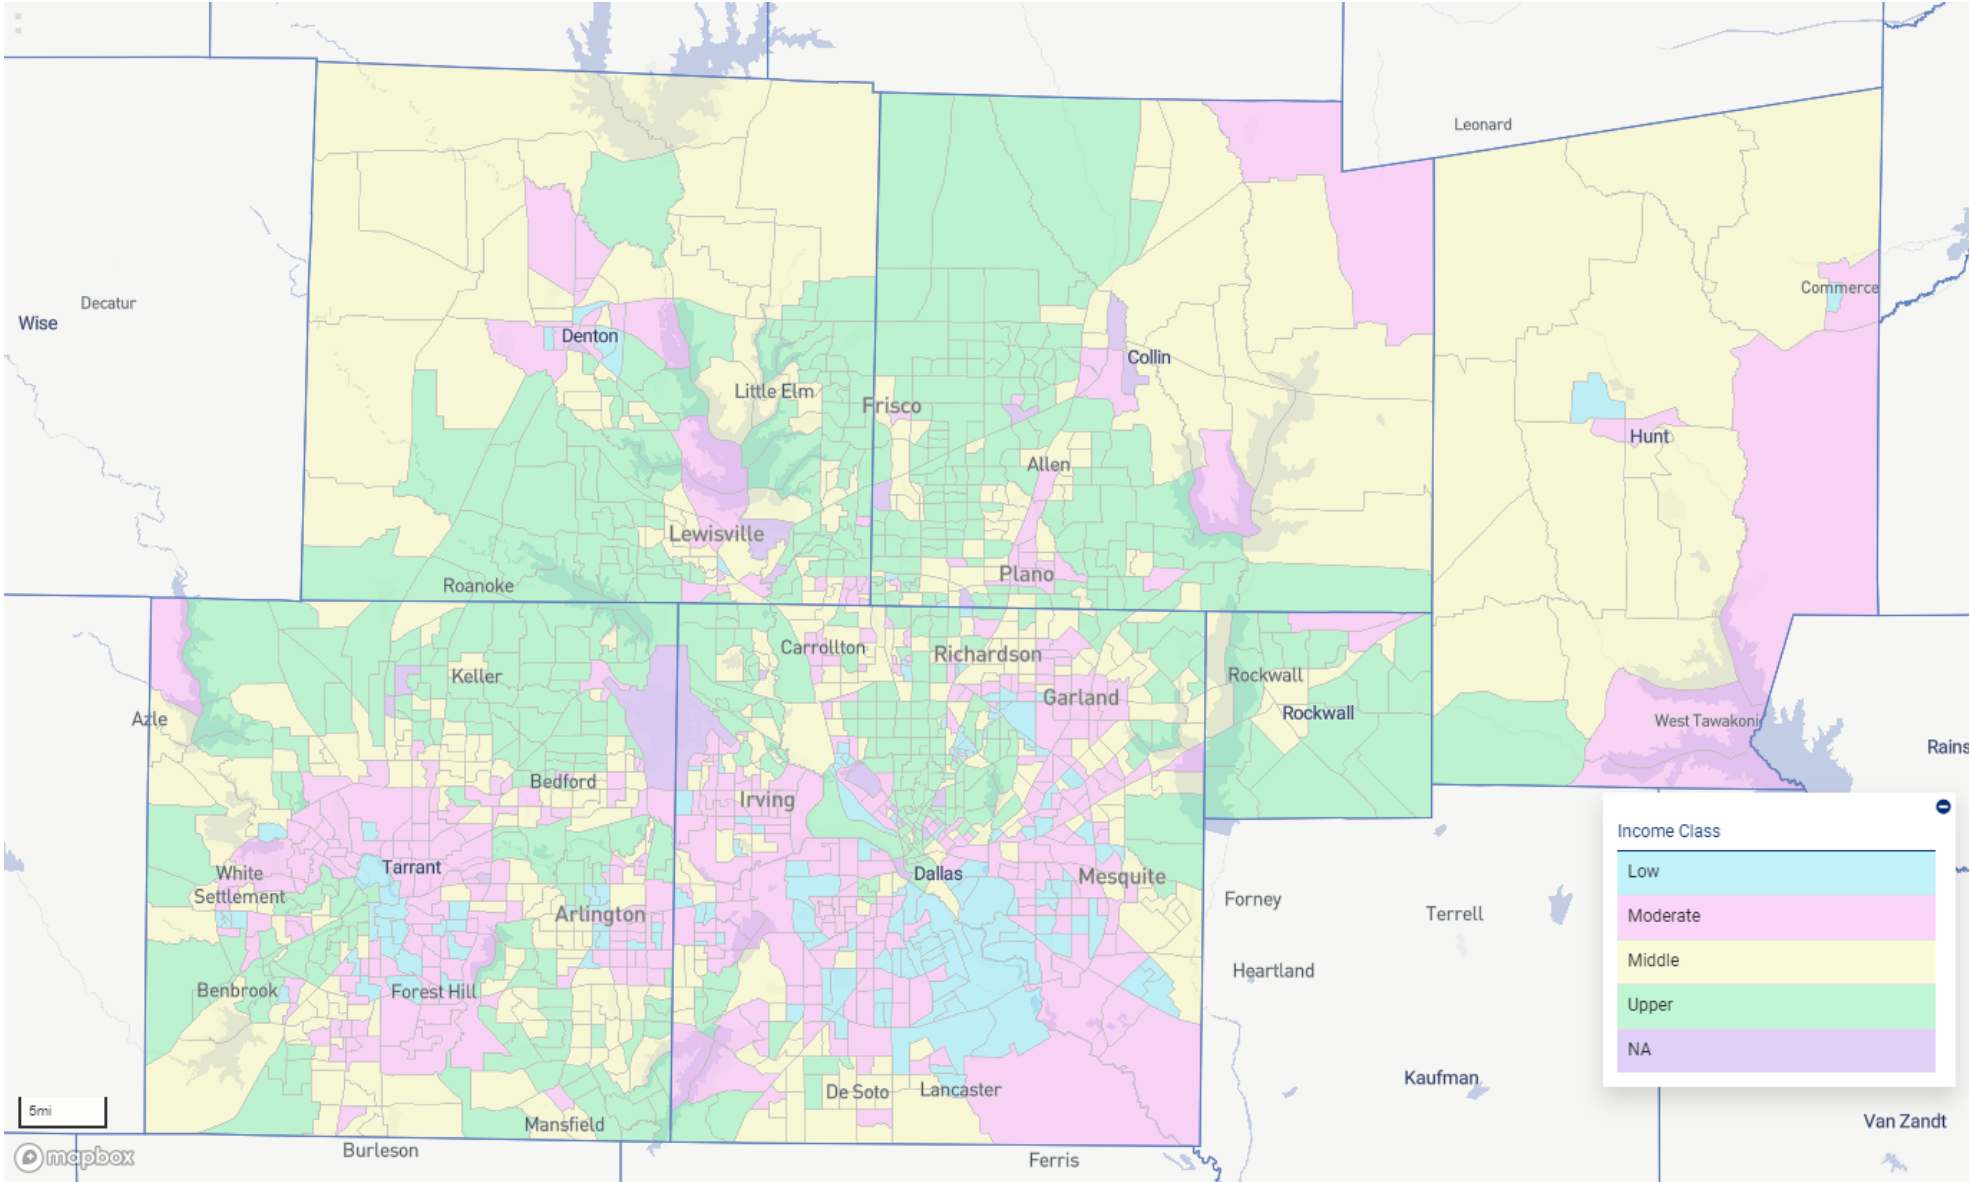 Leonard
Decatur
Wise
Commerce
Denton
Collin
Little Elm
Frisco
Hunt
Allen
Lewisville
Plano
Roanoke
Carrollton
Richardson
Keller
Rockwall
Garland
Azle
Rockwall
West Tawakoni
Rains
Bedford
Irving
Income Class
Low
Moderate
Middle
Upper
NA
Tarrant
White
Settlement
Dallas
Mesquite
Forney
Terrell
Arlington
Heartland
Benbrook
Forest Hill
Kaufman
De Soto
Lancaster
5mi
Mansfield
Van Zandt
mapbox
Burleson
Ferris